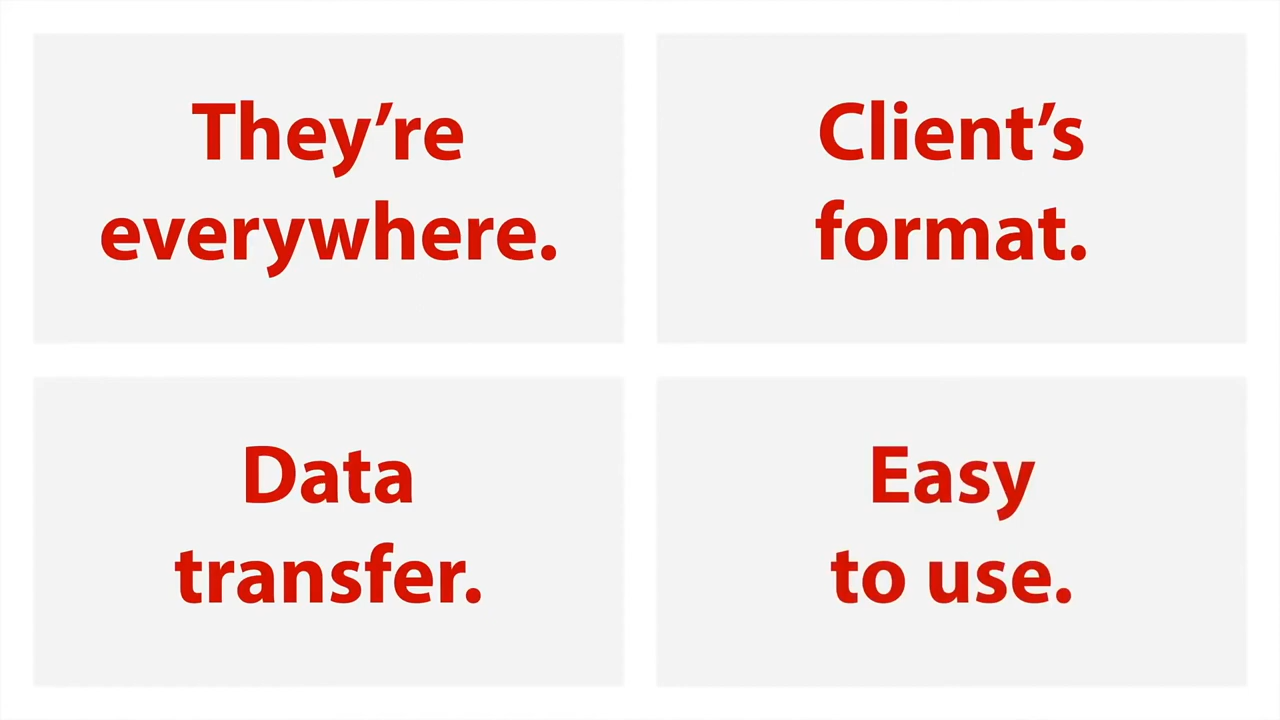 They’re
everywhere.
Client’s
format.
Data
transfer.
Easy
to use.